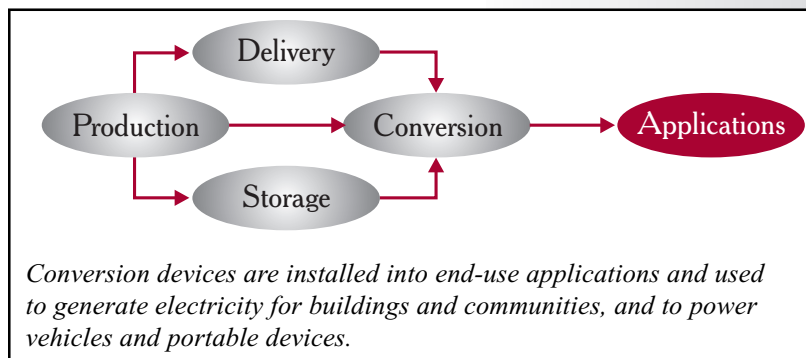 Delivery
Production
Conversion
Applications
Storage
Conversion devices are installed into end-use applications and used
to generate electricity for buildings and communities, and to power
vehicles and portable devices.